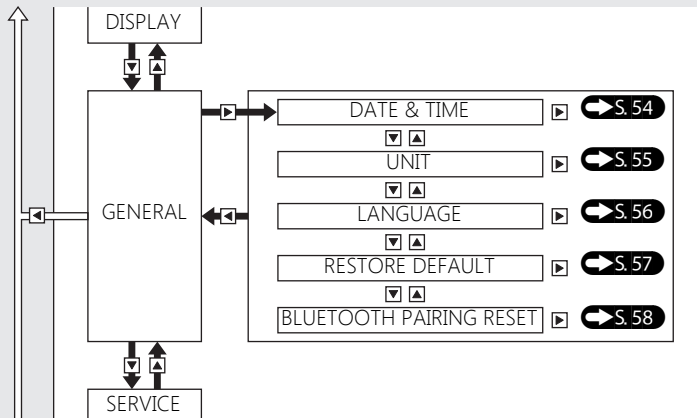 DISPLAY
GENERAL
DATE & TIME S. 54
UNIT S. 55
LANGUAGE S. 56
RESTORE DEFAULT S. 57
BLUETOOTH PAIRING RESET S. 58
SERVICE